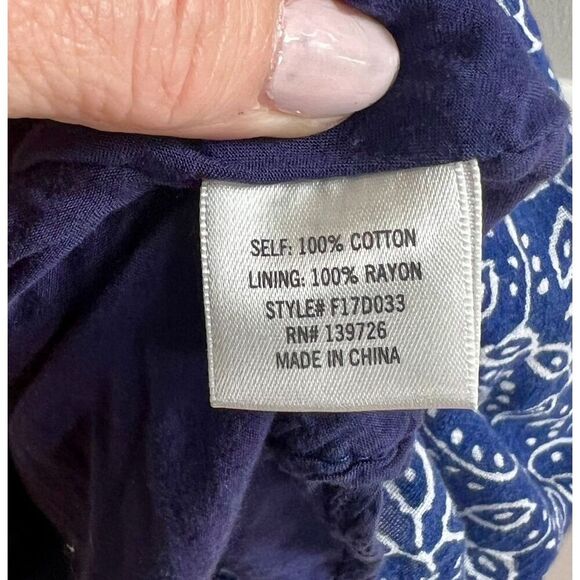 SELF: 100% COTTON
LINING: 100% RAYON
STYLE# F17D033
RN# 139726
MADE IN CHINA